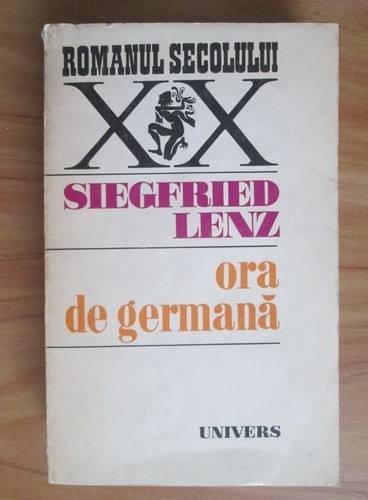 ROMANUL SECOLULUI
XX
SIEGFRIED
LENZ
ora
de germană
UNIVERS